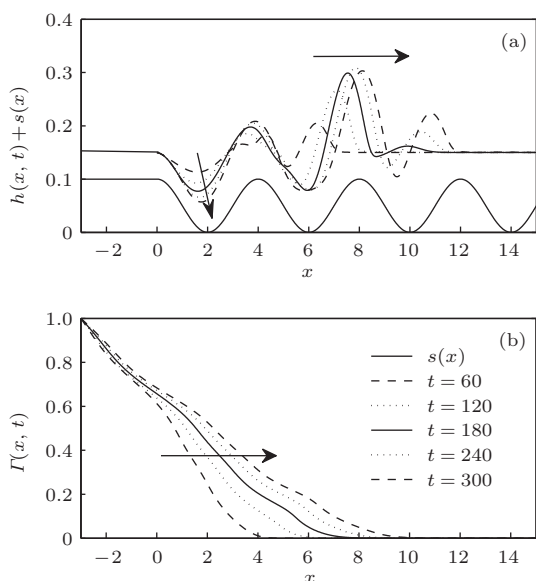 (a)
h(x, t) + s(x)
0.4
0.3
0.2
0.1
0
−2 0 2 4 6 8 10 12 14
x
(b)
Γ(x, t)
1.0
0.8
0.6
0.4
0.2
0
s(x)
t = 60
t = 120
t = 180
t = 240
t = 300
−2 0 2 4 6 8 10 12 14
x